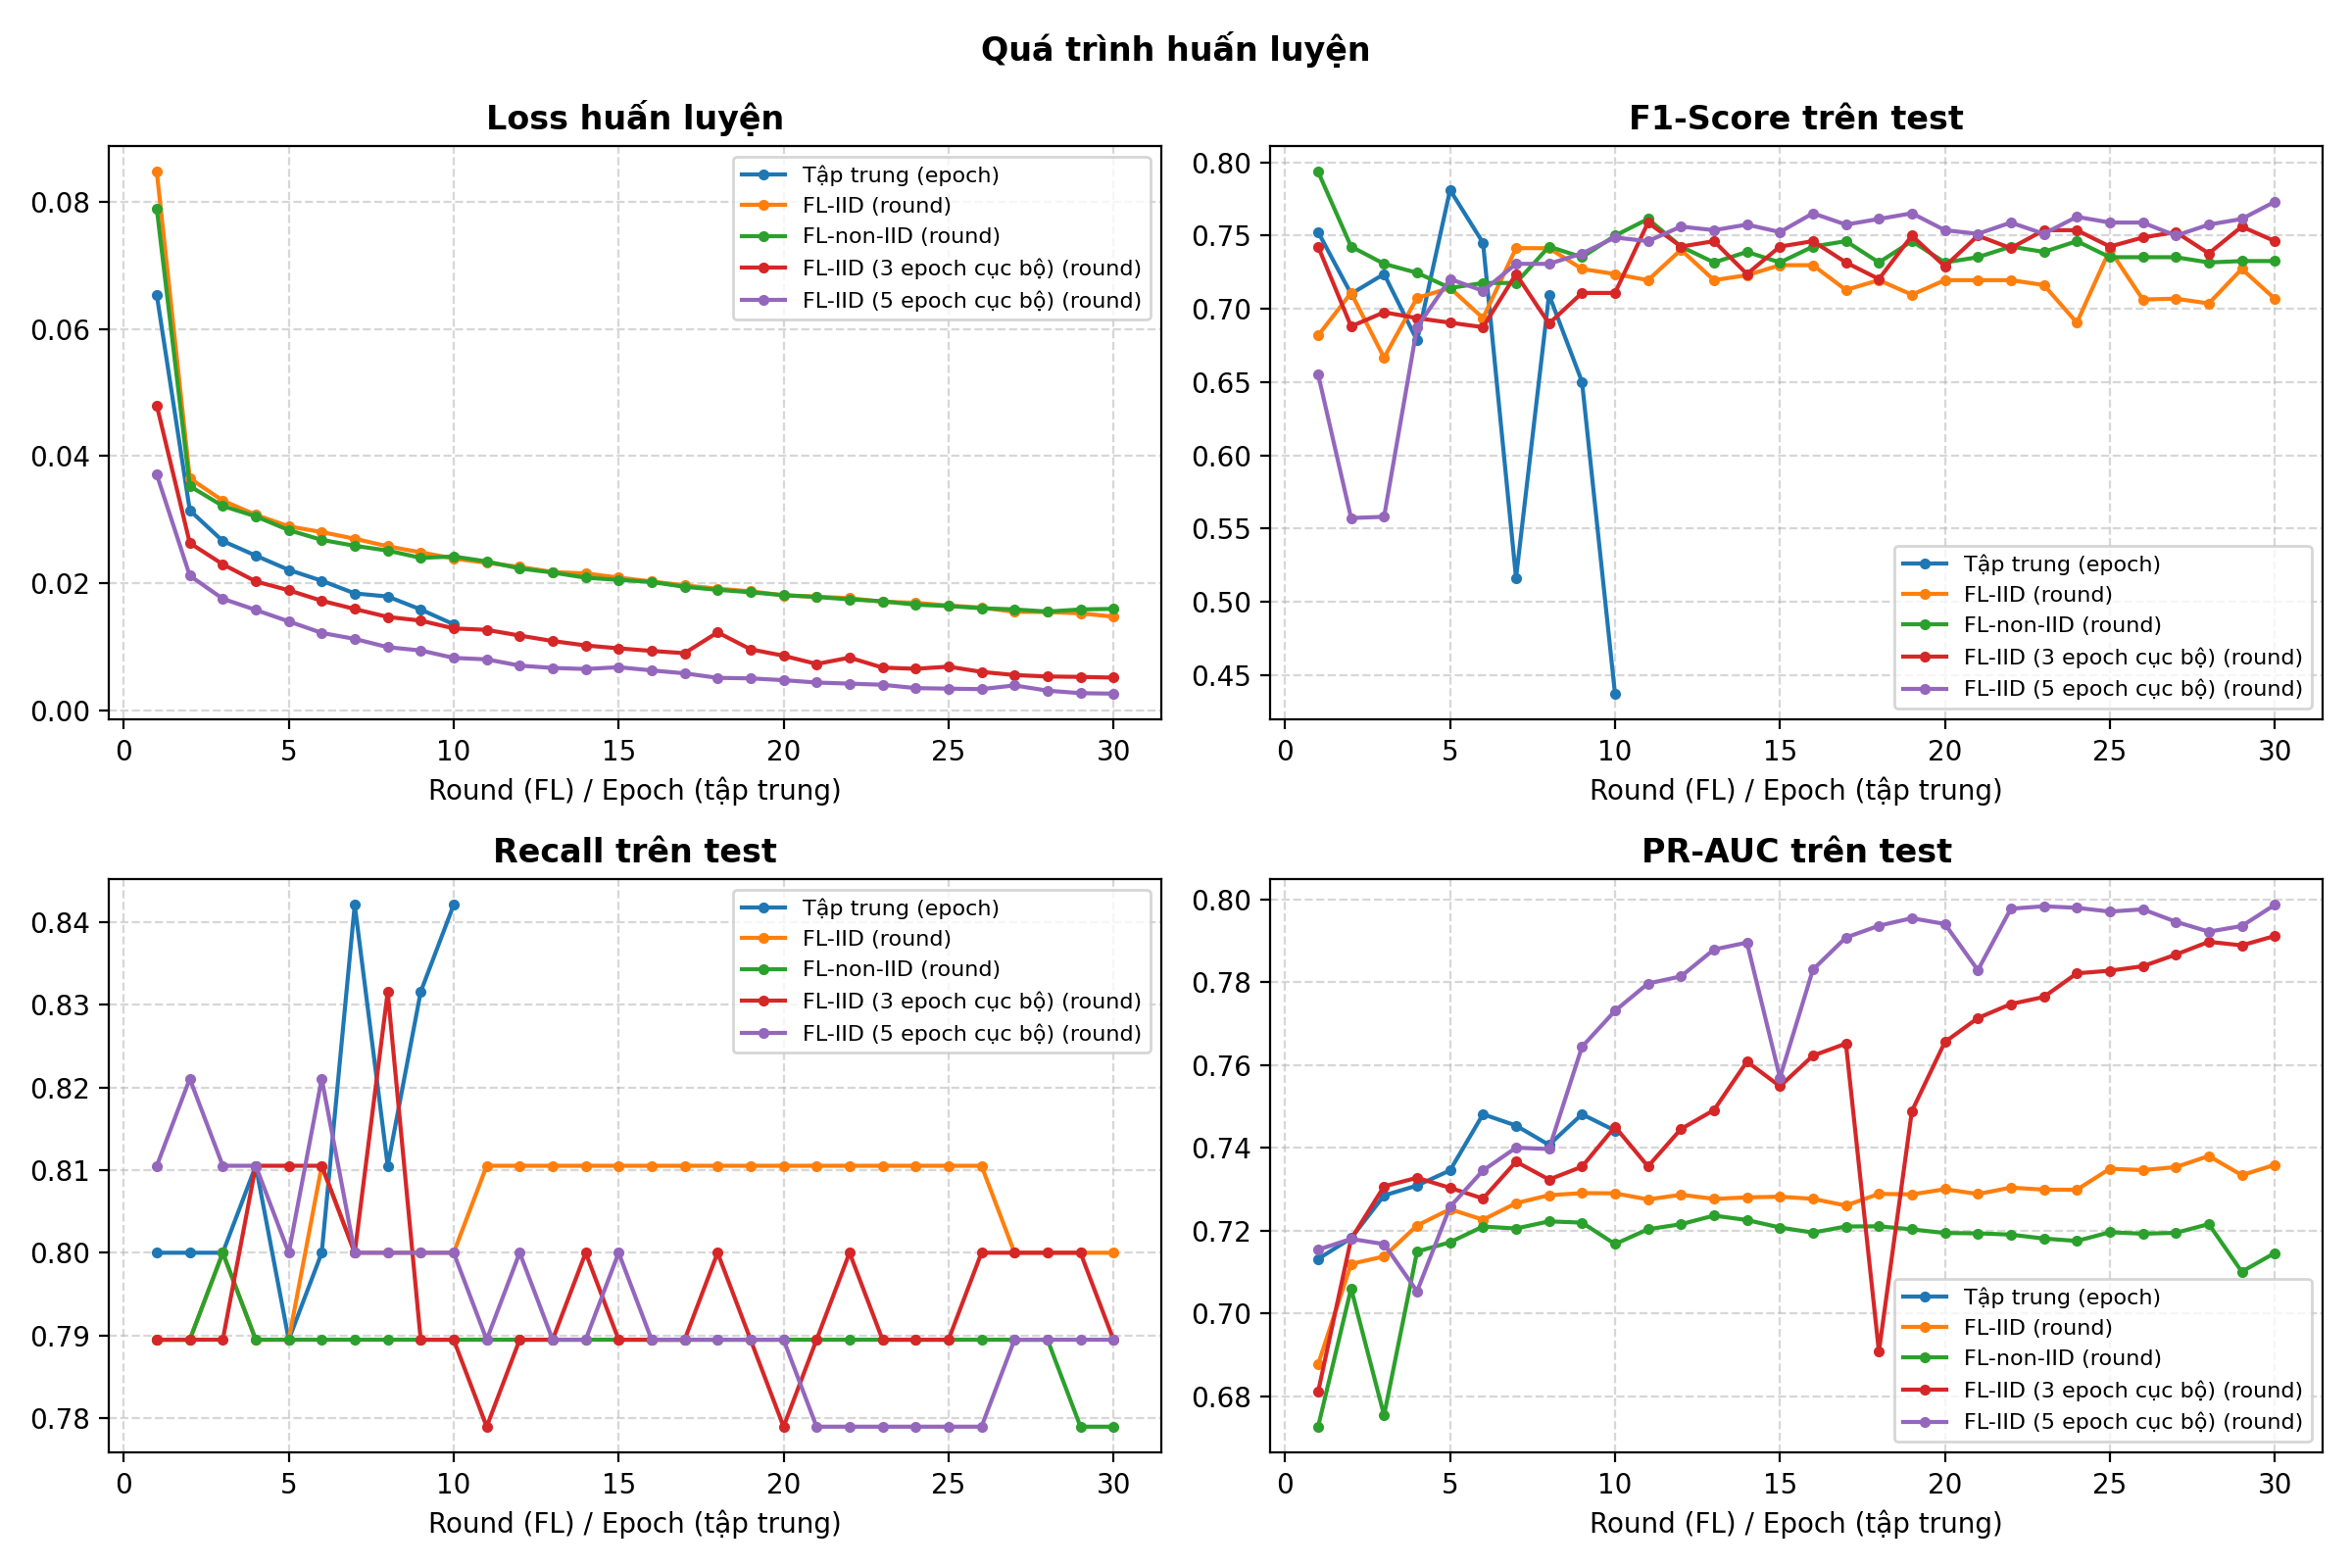 Quá trình huấn luyện
Loss huấn luyện
0.08
0.06
0.04
0.02
0.00
0 5 10 15 20 25 30
Round (FL) / Epoch (tập trung)
Tập trung (epoch)
FL-IID (round)
FL-non-IID (round)
FL-IID (3 epoch cục bộ) (round)
FL-IID (5 epoch cục bộ) (round)
F1-Score trên test
0.80
0.75
0.70
0.65
0.60
0.55
0.50
0.45
0 5 10 15 20 25 30
Round (FL) / Epoch (tập trung)
Tập trung (epoch)
FL-IID (round)
FL-non-IID (round)
FL-IID (3 epoch cục bộ) (round)
FL-IID (5 epoch cục bộ) (round)
Recall trên test
0.84
0.83
0.82
0.81
0.80
0.79
0.78
0 5 10 15 20 25 30
Round (FL) / Epoch (tập trung)
Tập trung (epoch)
FL-IID (round)
FL-non-IID (round)
FL-IID (3 epoch cục bộ) (round)
FL-IID (5 epoch cục bộ) (round)
PR-AUC trên test
0.80
0.78
0.76
0.74
0.72
0.70
0.68
0 5 10 15 20 25 30
Round (FL) / Epoch (tập trung)
Tập trung (epoch)
FL-IID (round)
FL-non-IID (round)
FL-IID (3 epoch cục bộ) (round)
FL-IID (5 epoch cục bộ) (round)